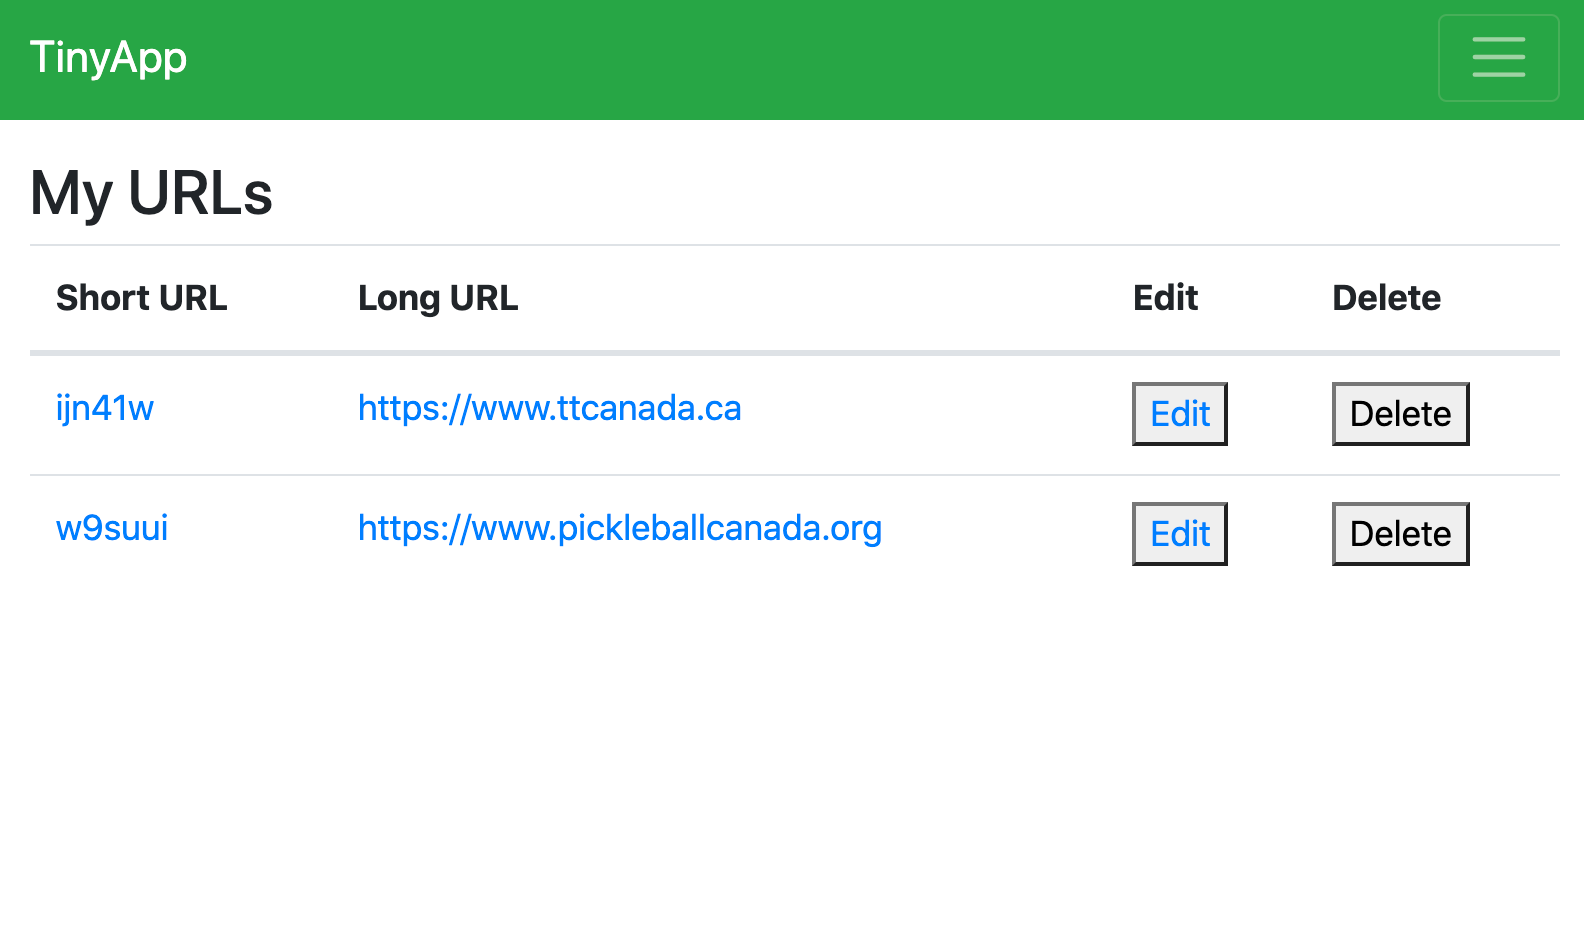 TinyApp
My URLs
Short URL Long URL Edit Delete
ijn41w https://www.ttcanada.ca Edit Delete
w9suui https://www.pickleballcanada.org Edit Delete